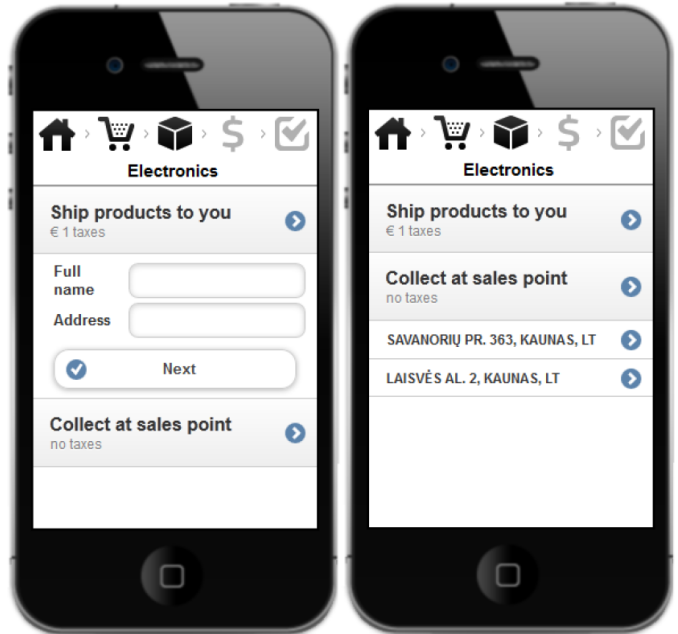 Electronics
Ship products to you
€ 1 taxes
Full
name
Address
Next
Collect at sales point
no taxes
Electronics
Ship products to you
€ 1 taxes
Collect at sales point
no taxes
SAVANORIŲ PR. 363, KAUNAS, LT
LAISVĖS AL. 2, KAUNAS, LT